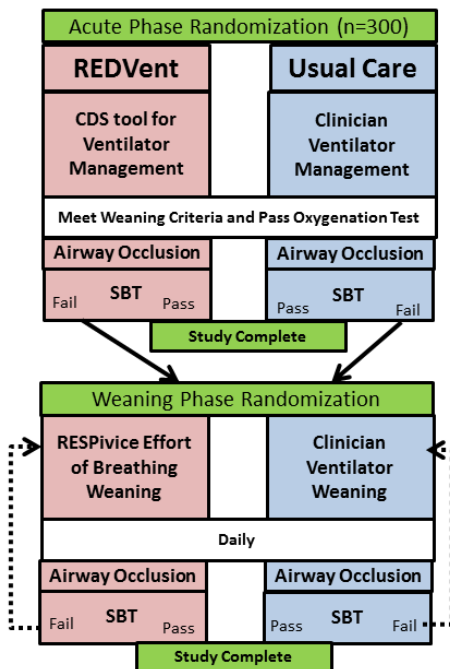 Acute Phase Randomization (n=300)
REDVent
Usual Care
CDS tool for
Ventilator
Management
Clinician
Ventilator
Management
Meet Weaning Criteria and Pass Oxygenation Test
Airway Occlusion
Airway Occlusion
Fail SBT Pass
Pass SBT Fail
Study Complete
Weaning Phase Randomization
RESPivice Effort
of Breathing
Weaning
Clinician
Ventilator
Weaning
Daily
Airway Occlusion
Airway Occlusion
Fail SBT Pass
Pass SBT Fail
Study Complete